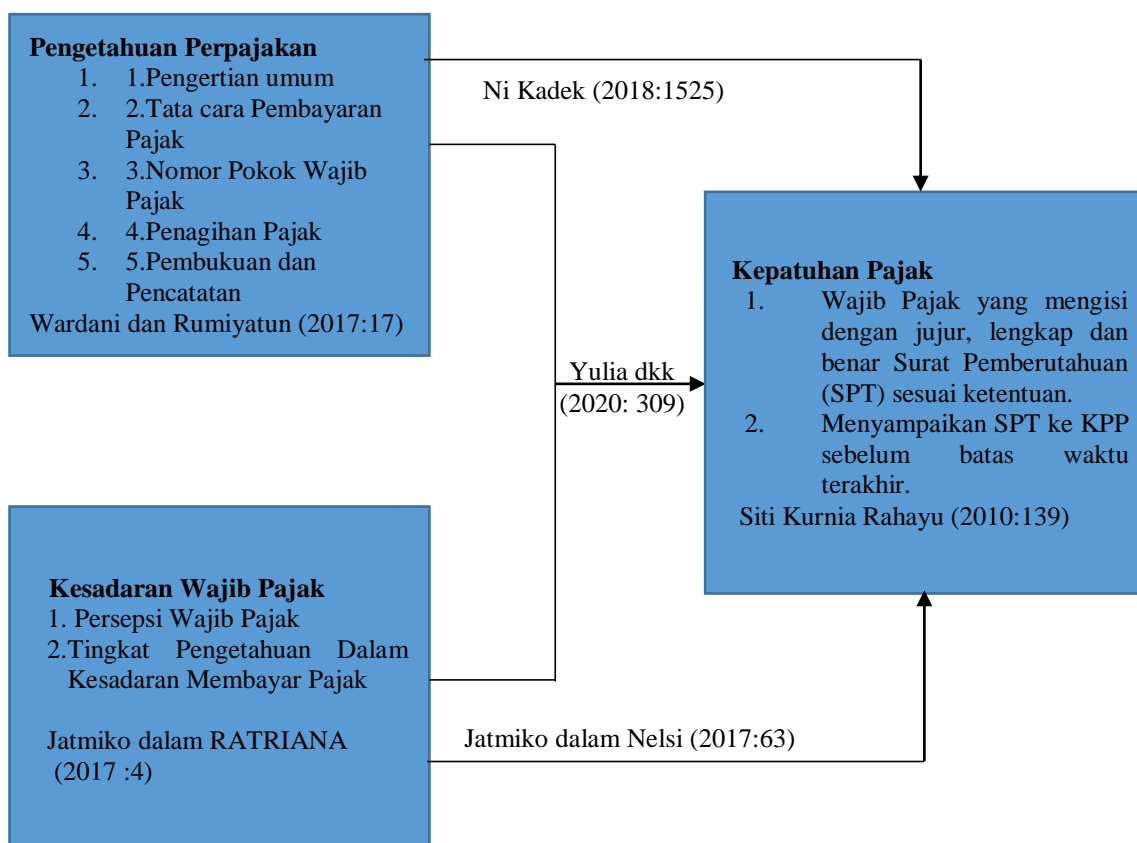 Pengetahuan Perpajakan
1. 1.Pengertian umum
2. 2.Tata cara Pembayaran
Pajak
3. 3.Nomor Pokok Wajib
Pajak
4. 4.Penagihan Pajak
5. 5.Pembukuan dan
Pencatatan
Wardani dan Rumiyatun (2017:17)
Ni Kadek (2018:1525)
Yulia dkk
(2020: 309)
Kepatuhan Pajak
1. Wajib Pajak yang mengisi
dengan jujur, lengkap dan
benar Surat Pemberutahuan
(SPT) sesuai ketentuan.
2. Menyampaikan SPT ke KPP
sebelum batas waktu
terakhir.
Siti Kurnia Rahayu (2010:139)
Kesadaran Wajib Pajak
1. Persepsi Wajib Pajak
2.Tingkat Pengetahuan Dalam
Kesadaran Membayar Pajak
Jatmiko dalam RATRIANA
(2017 :4)
Jatmiko dalam Nelsi (2017:63)